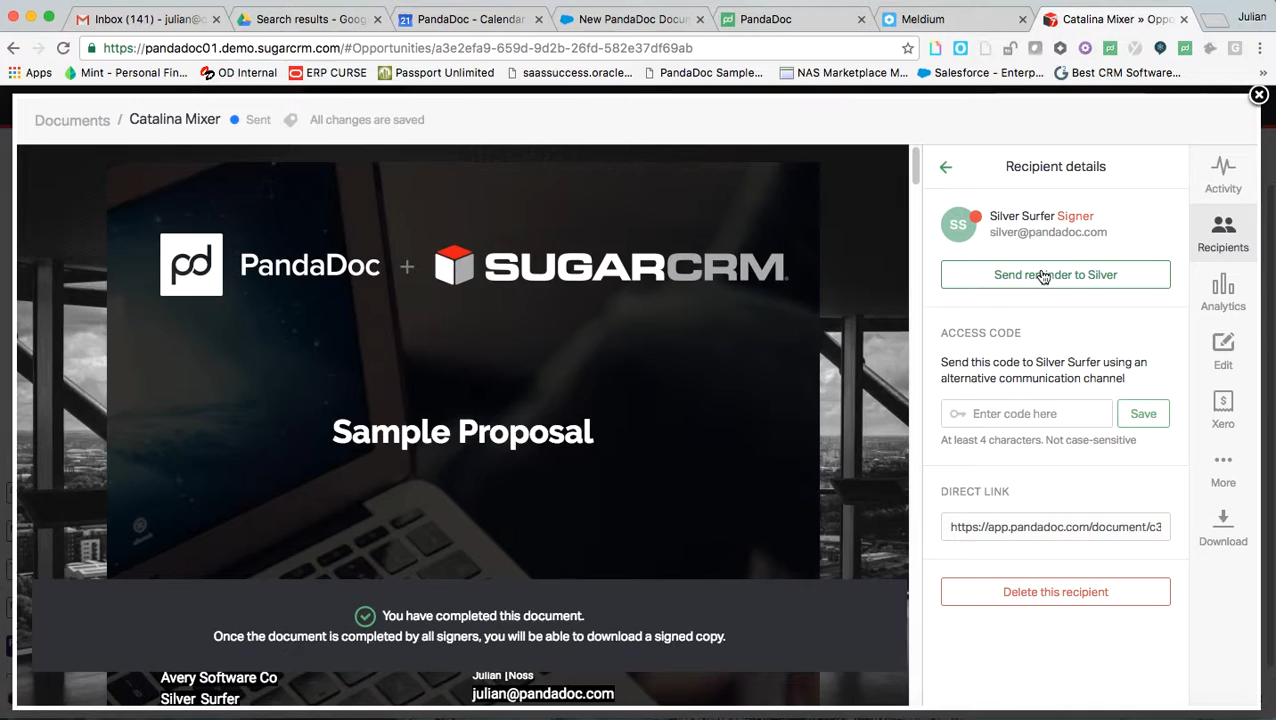 Inbox (141) - julian@
Search results - Goog
PandaDoc - Calendar
New PandaDoc Docum
PandaDoc
Meldium
Catalina Mixer » Oppo
Julian
https://pandadoc01.demo.sugarcrm.com/#Opportunities/a3e2efa9-659d-9d2b-26fd-582e37df69ab
Apps
Mint - Personal Fin...
OD Internal
ERP CURSE
Passport Unlimited
saassuccess.oracle...
PandaDoc Sample...
NAS Marketplace M...
Salesforce - Enterp...
Best CRM Software...
Documents / Catalina Mixer Sent All changes are saved
pd PandaDoc + SUGARCRM
Sample Proposal
You have completed this document.
Once the document is completed by all signers, you will be able to download a signed copy.
Avery Software Co
Silver Surfer
Julian [Noss
julian@pandadoc.com
Recipient details
SS
Silver Surfer Signer
silver@pandadoc.com
Send reminder to Silver
ACCESS CODE
Send this code to Silver Surfer using an
alternative communication channel
Enter code here
Save
At least 4 characters. Not case-sensitive
DIRECT LINK
https://app.pandadoc.com/document/c3
Delete this recipient
Activity
Recipients
Analytics
Edit
Xero
More
Download